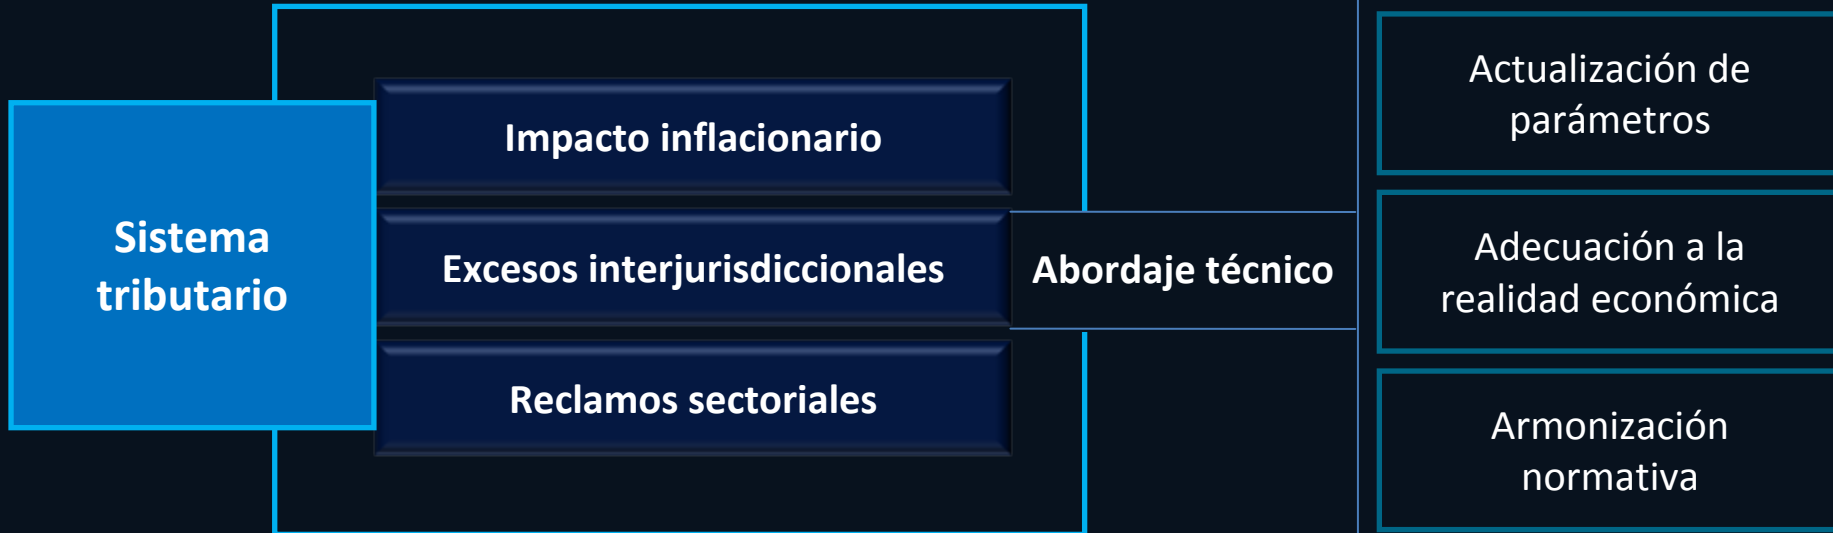 Sistema
tributario
Impacto inflacionario
Excesos interjurisdiccionales
Reclamos sectoriales
Abordaje técnico
Actualización de
parámetros
Adecuación a la
realidad económica
Armonización
normativa